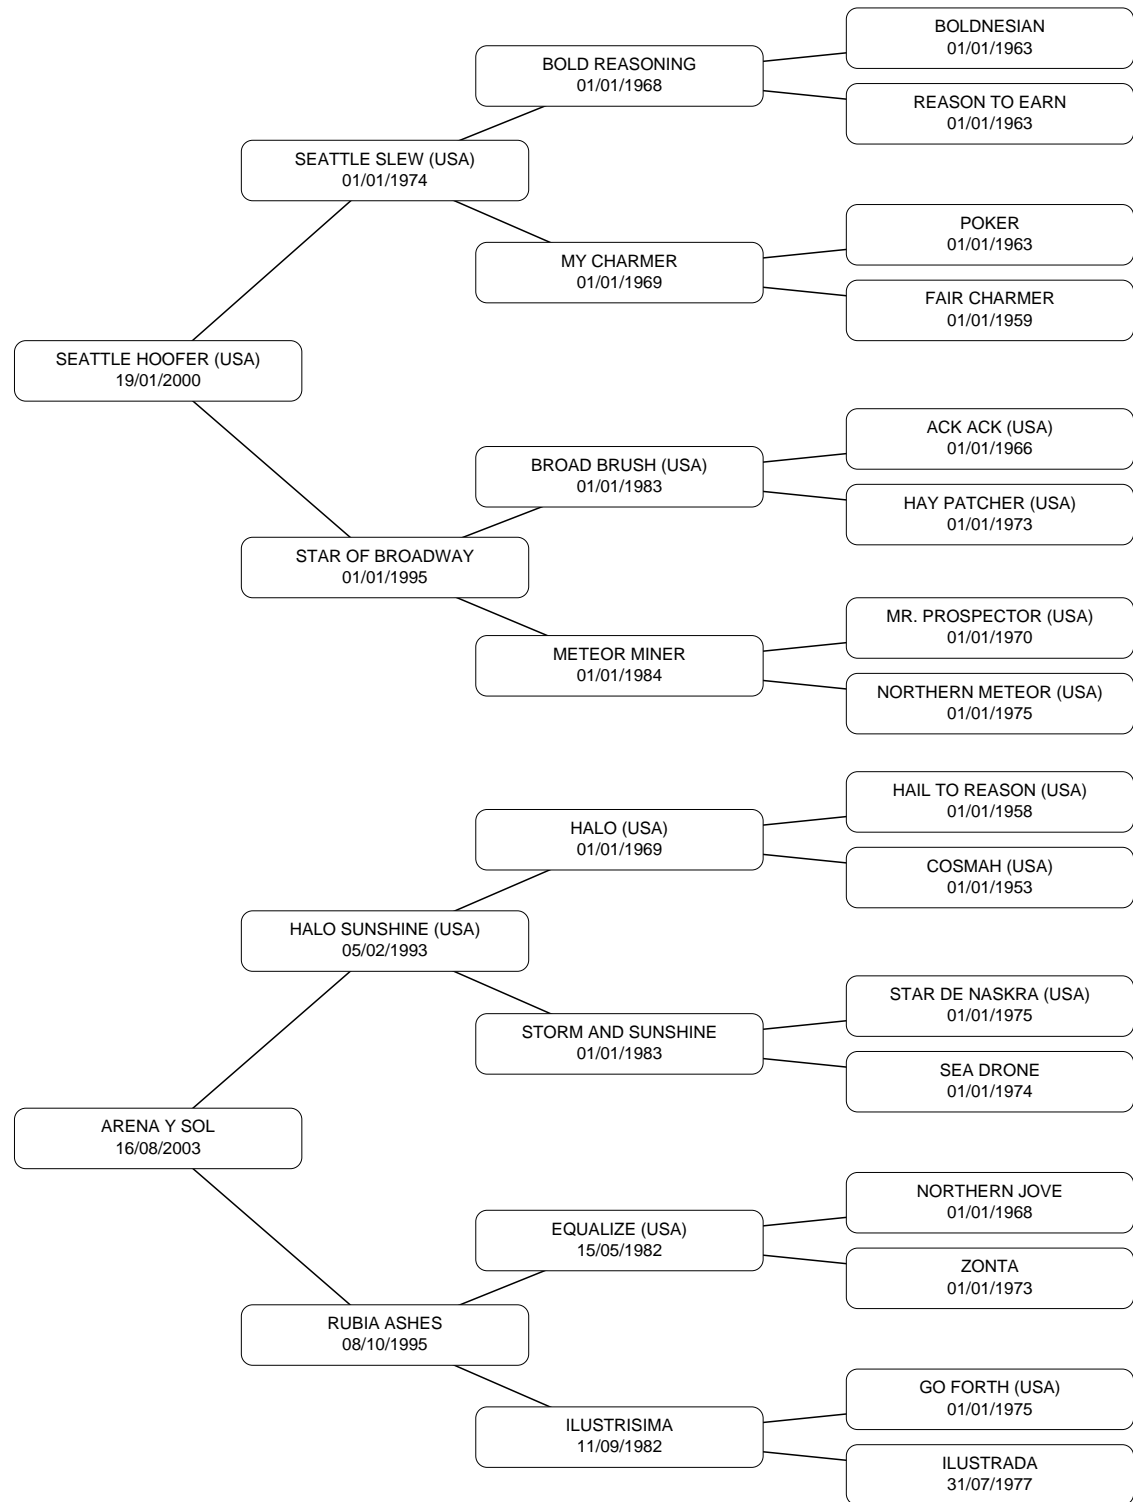 BOLDNESIAN
01/01/1963
BOLD REASONING
01/01/1968
REASON TO EARN
01/01/1963
SEATTLE SLEW (USA)
01/01/1974
POKER
01/01/1963
MY CHARMER
01/01/1969
FAIR CHARMER
01/01/1959
SEATTLE HOOFER (USA)
19/01/2000
ACK ACK (USA)
01/01/1966
BROAD BRUSH (USA)
01/01/1983
HAY PATCHER (USA)
01/01/1973
STAR OF BROADWAY
01/01/1995
MR. PROSPECTOR (USA)
01/01/1970
METEOR MINER
01/01/1984
NORTHERN METEOR (USA)
01/01/1975
HAIL TO REASON (USA)
01/01/1958
HALO (USA)
01/01/1969
COSMAH (USA)
01/01/1953
HALO SUNSHINE (USA)
05/02/1993
STAR DE NASKRA (USA)
01/01/1975
STORM AND SUNSHINE
01/01/1983
SEA DRONE
01/01/1974
ARENA Y SOL
16/08/2003
NORTHERN JOVE
01/01/1968
EQUALIZE (USA)
15/05/1982
ZONTA
01/01/1973
RUBIA ASHES
08/10/1995
GO FORTH (USA)
01/01/1975
ILUSTRISIMA
11/09/1982
ILUSTRADA
31/07/1977